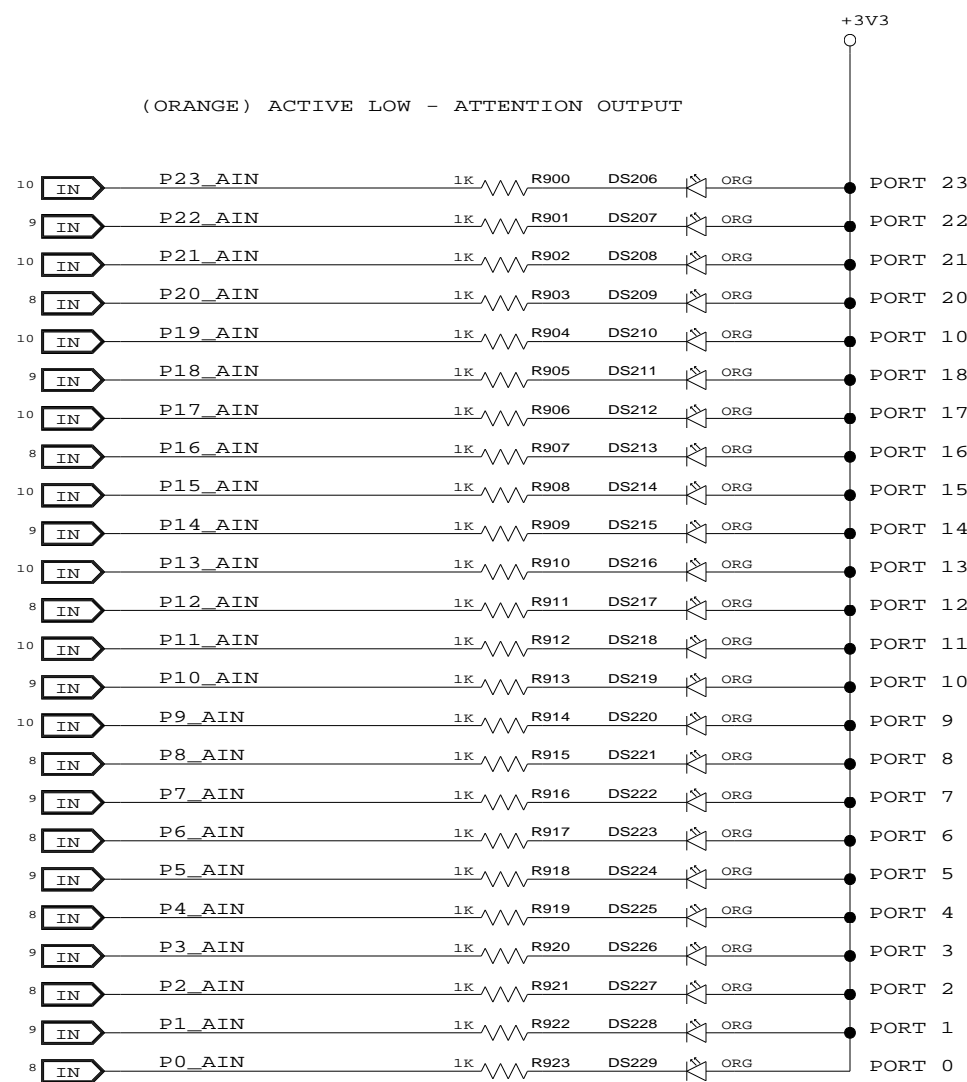 +3V3
(ORANGE) ACTIVE LOW - ATTENTION OUTPUT
10 IN P23_AIN 1K R900 DS206 ORG PORT 23
9 IN P22_AIN 1K R901 DS207 ORG PORT 22
10 IN P21_AIN 1K R902 DS208 ORG PORT 21
8 IN P20_AIN 1K R903 DS209 ORG PORT 20
10 IN P19_AIN 1K R904 DS210 ORG PORT 10
9 IN P18_AIN 1K R905 DS211 ORG PORT 18
10 IN P17_AIN 1K R906 DS212 ORG PORT 17
8 IN P16_AIN 1K R907 DS213 ORG PORT 16
10 IN P15_AIN 1K R908 DS214 ORG PORT 15
9 IN P14_AIN 1K R909 DS215 ORG PORT 14
10 IN P13_AIN 1K R910 DS216 ORG PORT 13
8 IN P12_AIN 1K R911 DS217 ORG PORT 12
10 IN P11_AIN 1K R912 DS218 ORG PORT 11
9 IN P10_AIN 1K R913 DS219 ORG PORT 10
10 IN P9_AIN 1K R914 DS220 ORG PORT 9
8 IN P8_AIN 1K R915 DS221 ORG PORT 8
9 IN P7_AIN 1K R916 DS222 ORG PORT 7
8 IN P6_AIN 1K R917 DS223 ORG PORT 6
9 IN P5_AIN 1K R918 DS224 ORG PORT 5
8 IN P4_AIN 1K R919 DS225 ORG PORT 4
9 IN P3_AIN 1K R920 DS226 ORG PORT 3
8 IN P2_AIN 1K R921 DS227 ORG PORT 2
9 IN P1_AIN 1K R922 DS228 ORG PORT 1
8 IN P0_AIN 1K R923 DS229 ORG PORT 0